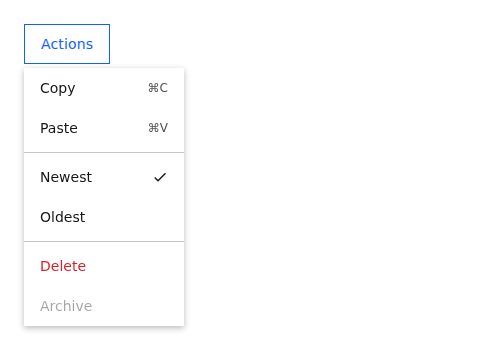 Actions
Copy ⌘C
Paste ⌘V
Newest
Oldest
Delete
Archive